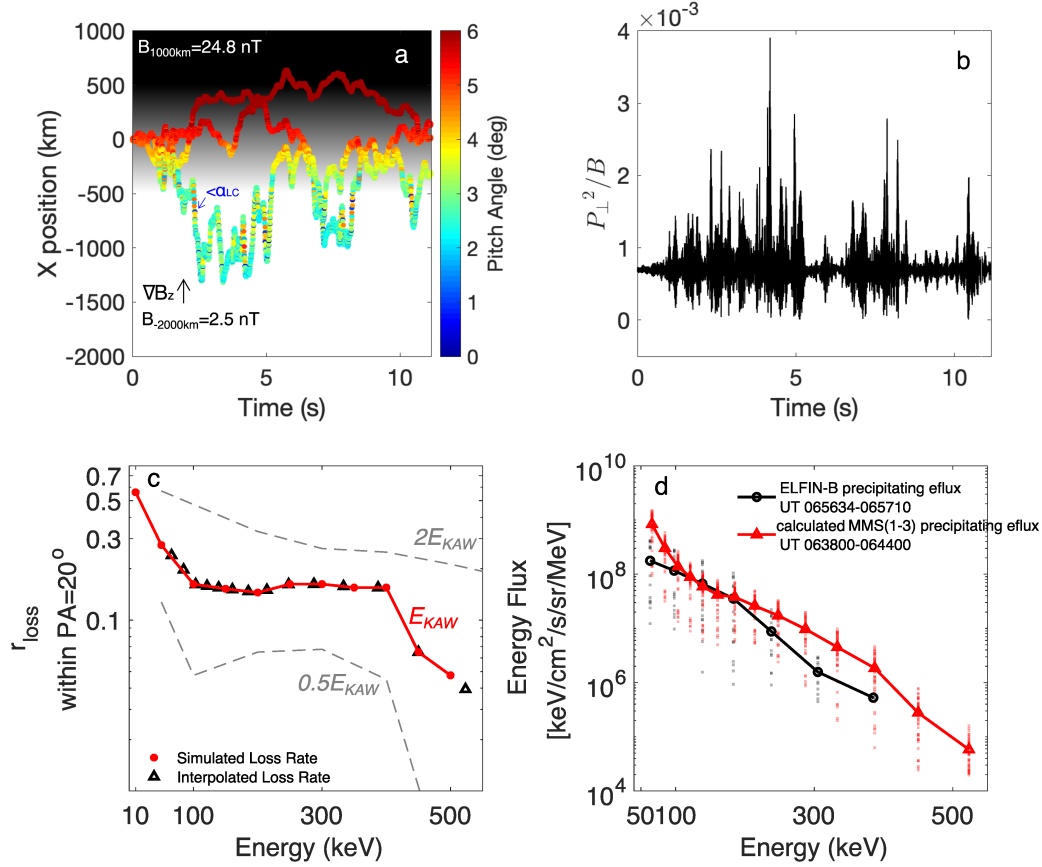 a
B1000km=24.8 nT
1000
500
0
-500
-1000
-1500
-2000
X position (km)
<αLC
∇Bz
B-2000km=2.5 nT
0 5 10
Time (s)
6
5
4
3
2
1
0
Pitch Angle (deg)
×10-3
b
4
3
2
1
0
P⊥2/B
0 5 10
Time (s)
c
0.7
0.5
0.3
0.1
rloss
within PA=20o
2EKAW
EKAW
0.5EKAW
Simulated Loss Rate
Interpolated Loss Rate
10 100 300 500
Energy (keV)
d
1010
108
106
104
Energy Flux
[keV/cm2/s/sr/MeV]
ELFIN-B precipitating eflux
UT 065634-065710
calculated MMS(1-3) precipitating eflux
UT 063800-064400
50 100 300 500
Energy (keV)